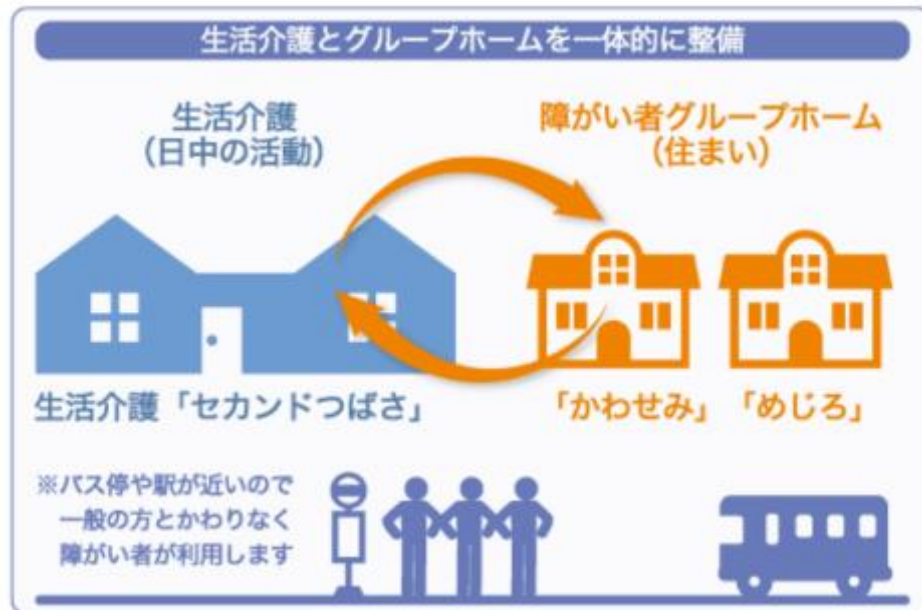 生活介護とグループホームを一体的に整備
生活介護
（日中の活動）
障がい者グループホーム
（住まい）
生活介護「セカンドつばさ」
「かわせみ」
「めじろ」
※バス停や駅が近いので
一般の方とかわりなく
障がい者が利用します